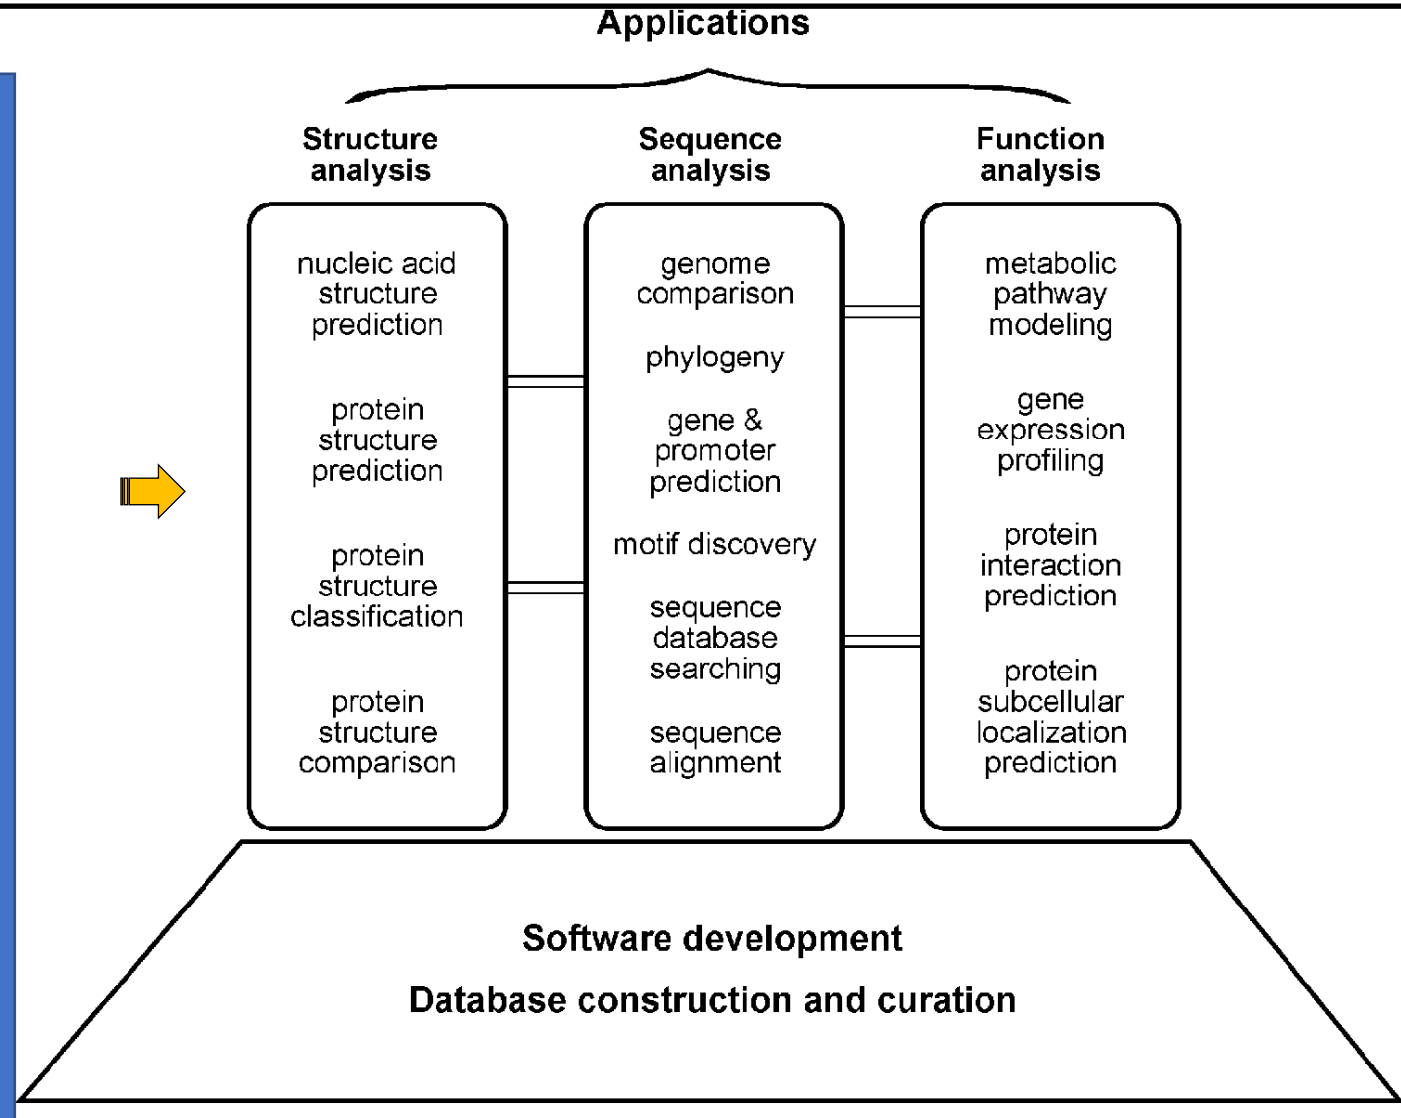 Applications
Structure
analysis
nucleic acid
structure
prediction
protein
structure
prediction
protein
structure
classification
protein
structure
comparison
Sequence
analysis
genome
comparison
phylogeny
gene &
promoter
prediction
motif discovery
sequence
database
searching
sequence
alignment
Function
analysis
metabolic
pathway
modeling
gene
expression
profiling
protein
interaction
prediction
protein
subcellular
localization
prediction
Software development
Database construction and curation